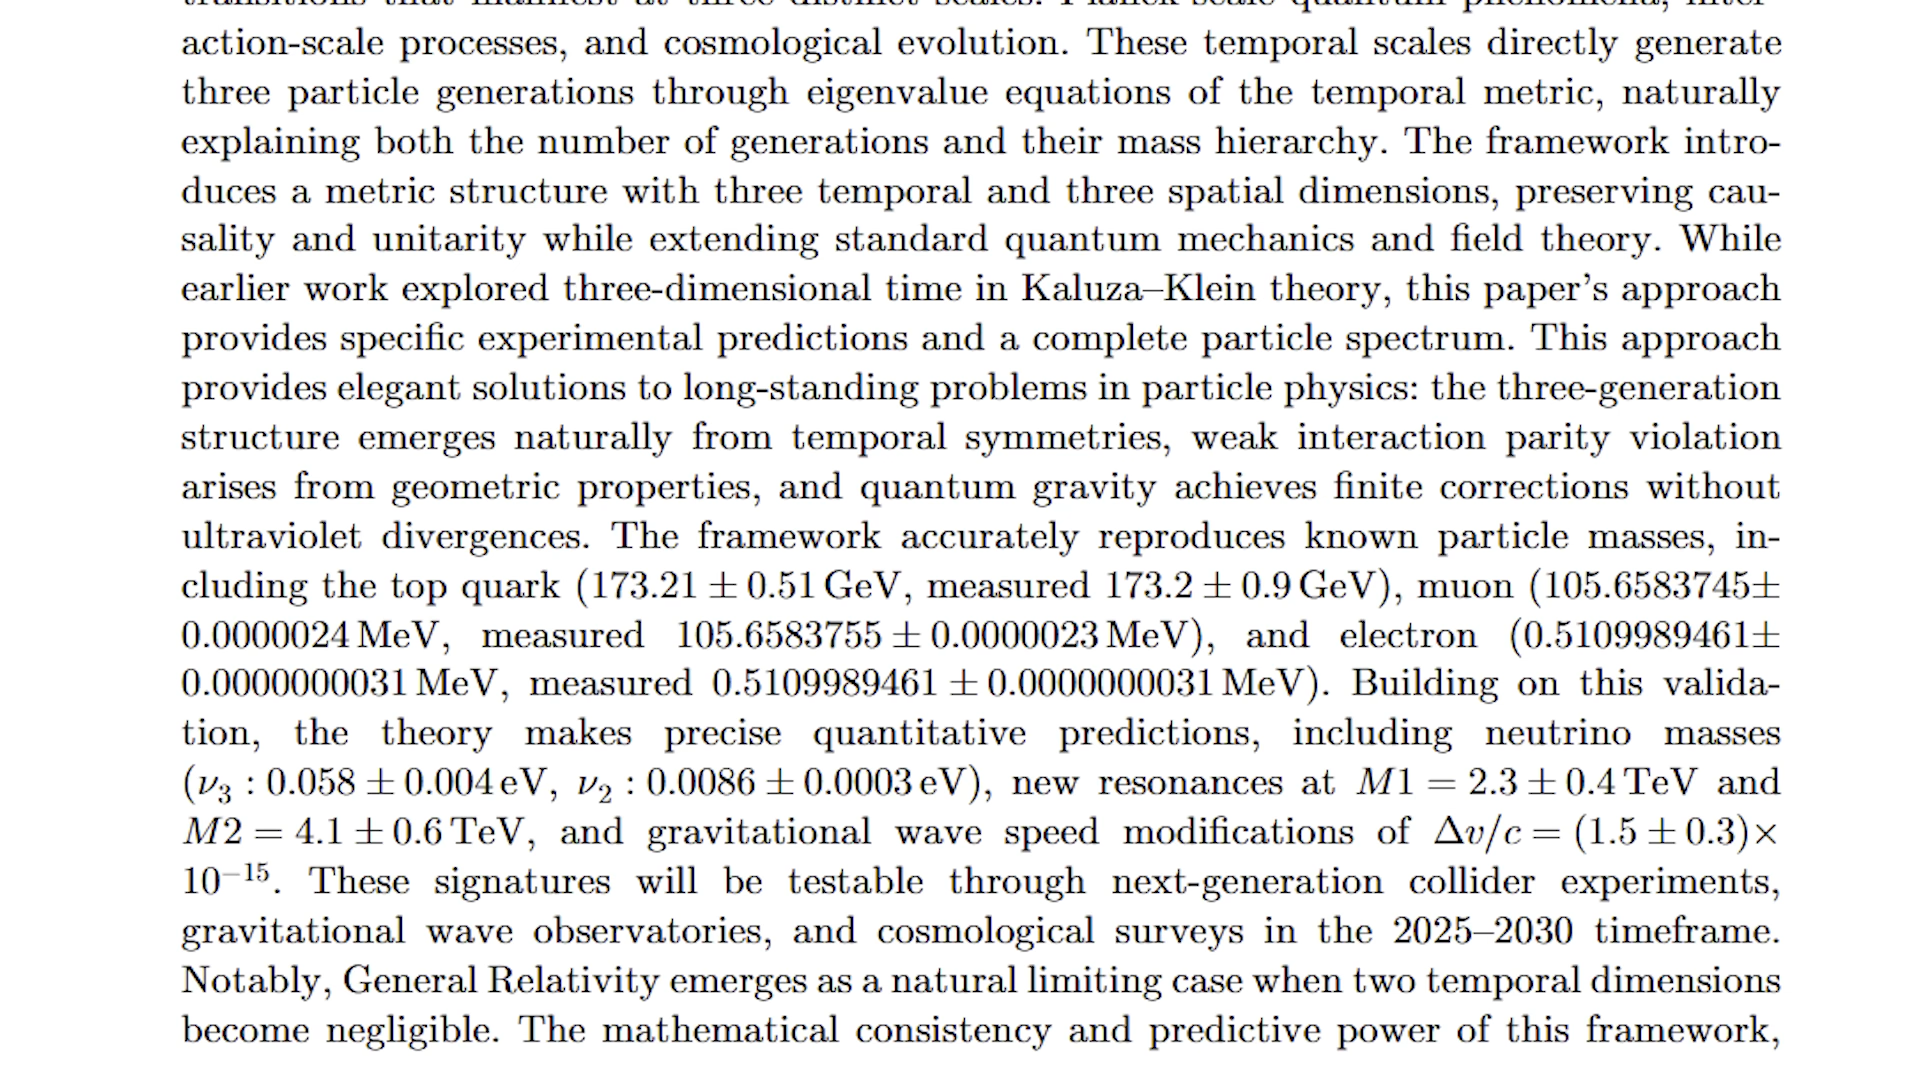 transitions that manifest at three distinct scales: Planck-scale quantum phenomena, inter-
action-scale processes, and cosmological evolution. These temporal scales directly generate
three particle generations through eigenvalue equations of the temporal metric, naturally
explaining both the number of generations and their mass hierarchy. The framework intro-
duces a metric structure with three temporal and three spatial dimensions, preserving cau-
sality and unitarity while extending standard quantum mechanics and field theory. While
earlier work explored three-dimensional time in Kaluza–Klein theory, this paper’s approach
provides specific experimental predictions and a complete particle spectrum. This approach
provides elegant solutions to long-standing problems in particle physics: the three-generation
structure emerges naturally from temporal symmetries, weak interaction parity violation
arises from geometric properties, and quantum gravity achieves finite corrections without
ultraviolet divergences. The framework accurately reproduces known particle masses, in-
cluding the top quark (173.21 ± 0.51 GeV, measured 173.2 ± 0.9 GeV), muon (105.6583745±
0.0000024 MeV, measured 105.6583755 ± 0.0000023 MeV), and electron (0.5109989461±
0.0000000031 MeV, measured 0.5109989461 ± 0.0000000031 MeV). Building on this valida-
tion, the theory makes precise quantitative predictions, including neutrino masses
(ν₃ : 0.058 ± 0.004 eV, ν₂ : 0.0086 ± 0.0003 eV), new resonances at M1 = 2.3 ± 0.4 TeV and
M2 = 4.1 ± 0.6 TeV, and gravitational wave speed modifications of Δv/c = (1.5 ± 0.3)×
10⁻¹⁵. These signatures will be testable through next-generation collider experiments,
gravitational wave observatories, and cosmological surveys in the 2025–2030 timeframe.
Notably, General Relativity emerges as a natural limiting case when two temporal dimensions
become negligible. The mathematical consistency and predictive power of this framework,